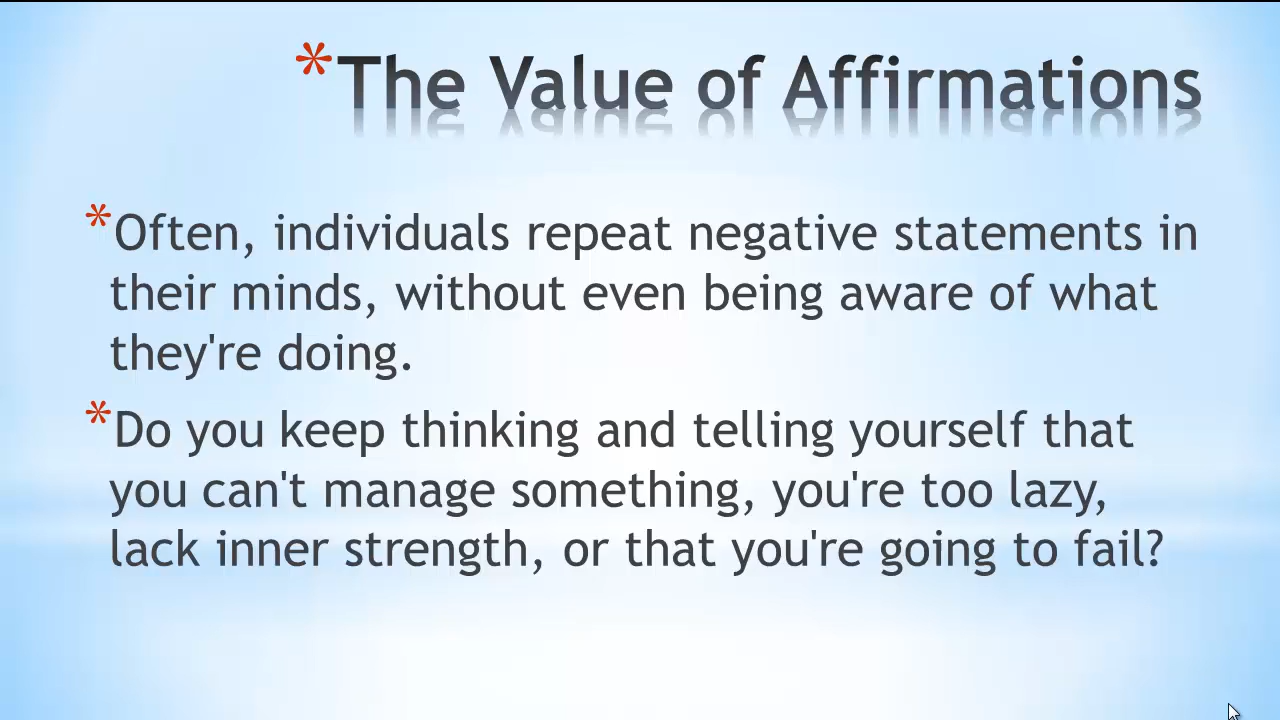 *The Value of Affirmations
*Often, individuals repeat negative statements in
their minds, without even being aware of what
they're doing.
*Do you keep thinking and telling yourself that
you can't manage something, you're too lazy,
lack inner strength, or that you're going to fail?